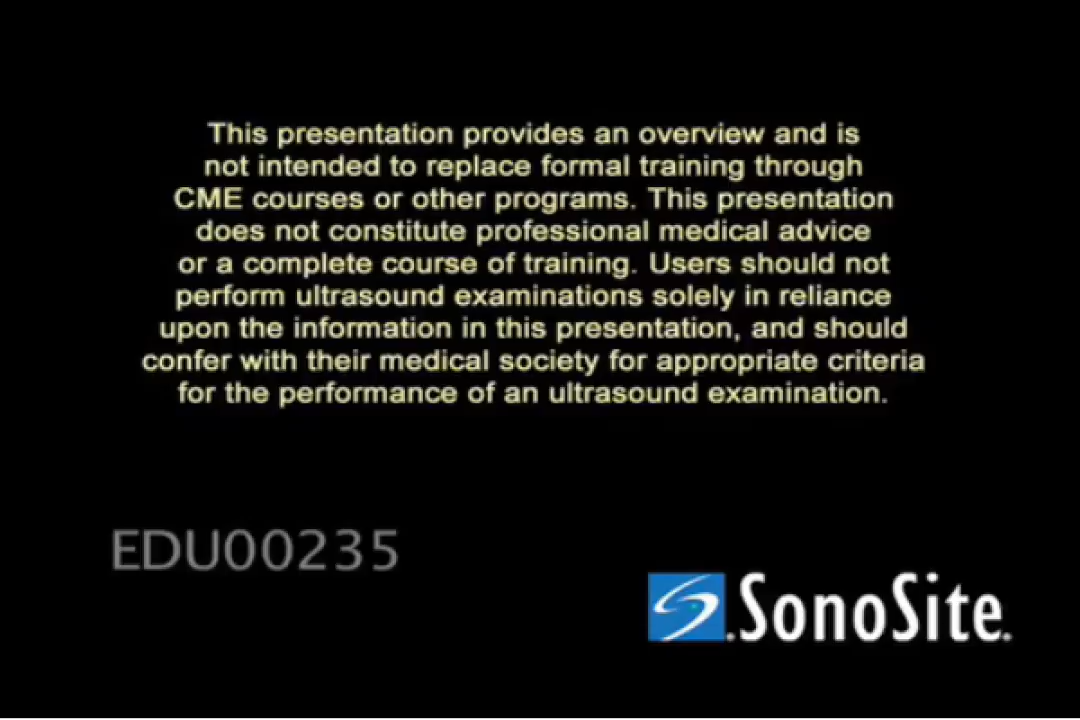 This presentation provides an overview and is
not intended to replace formal training through
CME courses or other programs. This presentation
does not constitute professional medical advice
or a complete course of training. Users should not
perform ultrasound examinations solely in reliance
upon the information in this presentation, and should
confer with their medical society for appropriate criteria
for the performance of an ultrasound examination.
EDU00235
SonoSite.